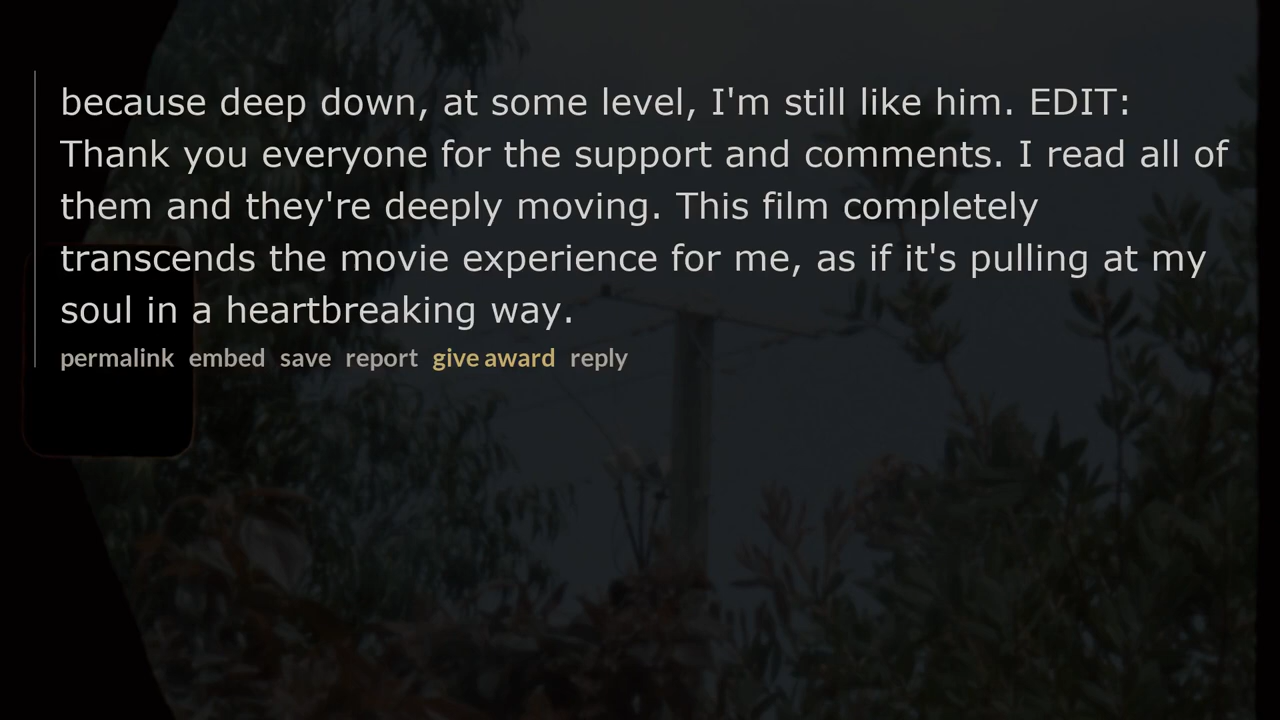 because deep down, at some level, I'm still like him. EDIT:
Thank you everyone for the support and comments. I read all of
them and they're deeply moving. This film completely
transcends the movie experience for me, as if it's pulling at my
soul in a heartbreaking way.
permalink embed save report give award reply